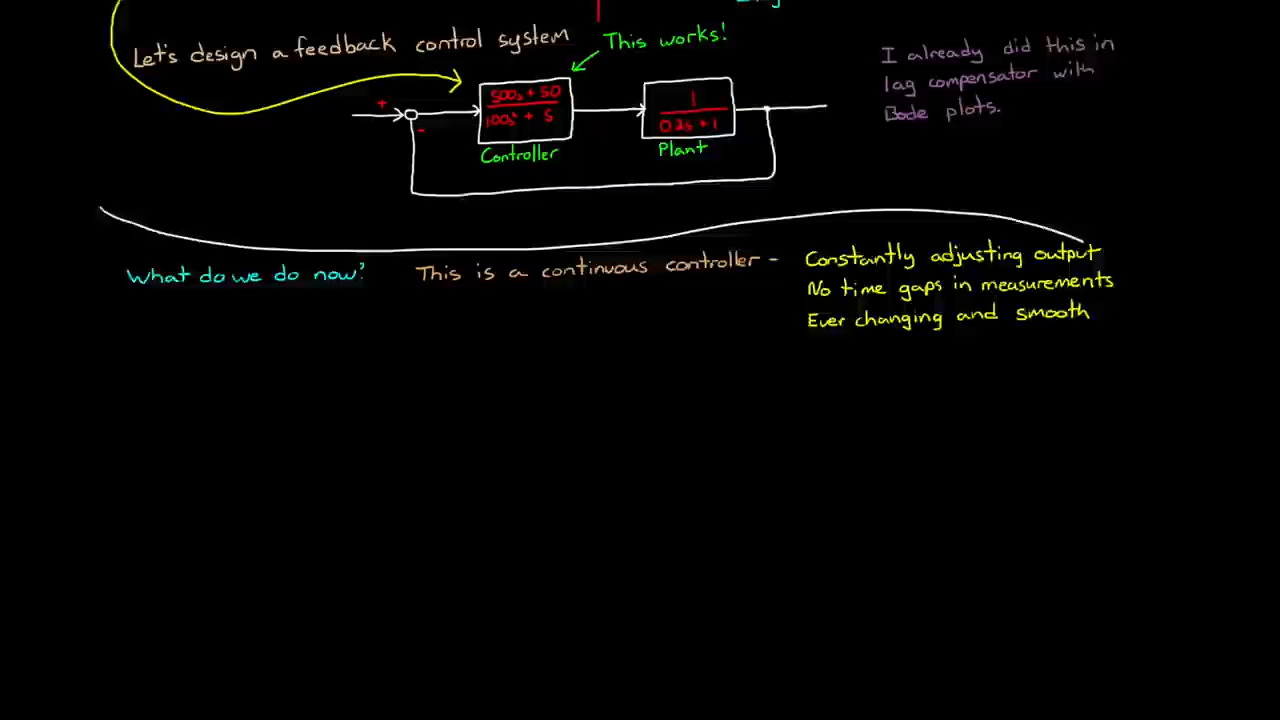 Let's design a feedback control system
This works!
I already did this in
lag compensator with
Bode plots.
+
-
500s + 50
100s + 5
Controller
1
0.2s + 1
Plant
What do we do now?
This is a continuous controller -
Constantly adjusting output
No time gaps in measurements
Ever changing and smooth